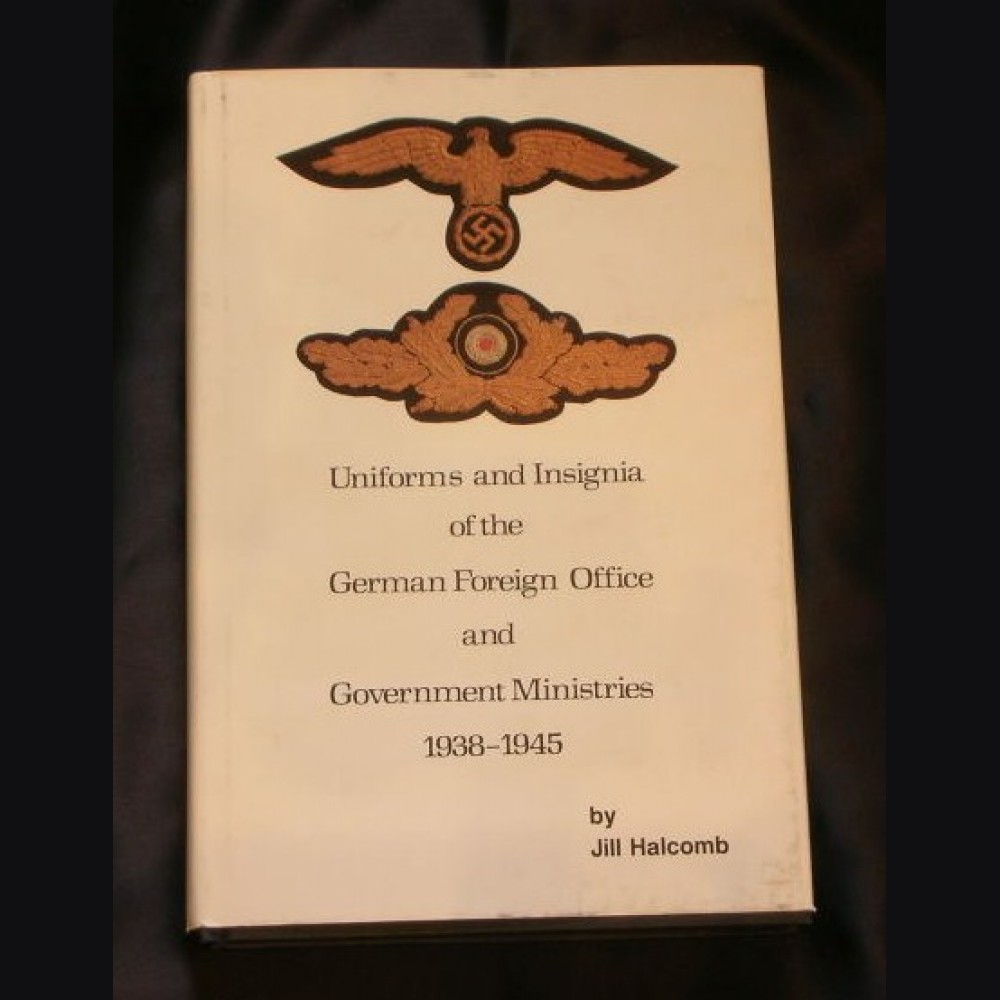 Uniforms and Insignia
of the
German Foreign Office
and
Government Ministries
1938–1945
by
Jill Halcomb